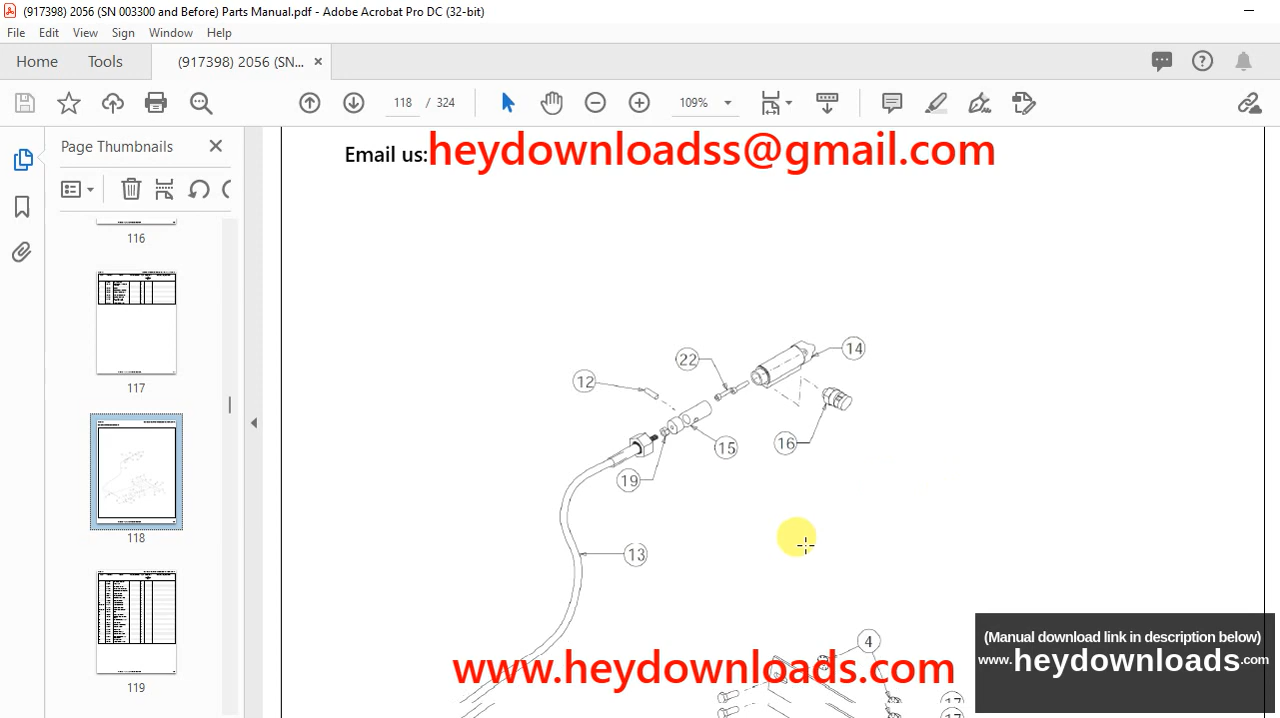 (917398) 2056 (SN 003300 and Before) Parts Manual.pdf - Adobe Acrobat Pro DC (32-bit)
File Edit View Sign Window Help
Home Tools (917398) 2056 (SN... ×
118 / 324 109%
Page Thumbnails
116
117
118
119
Email us:heydownloadss@gmail.com
14
22
12
15
16
19
13
4
17
17
www.heydownloads.com
(Manual download link in description below)
www.heydownloads.com